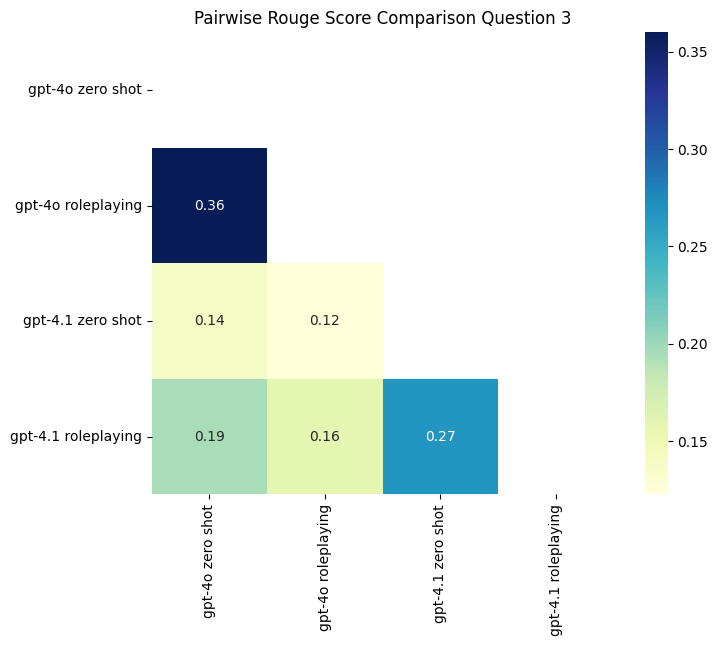 Pairwise Rouge Score Comparison Question 3
gpt-4o zero shot
gpt-4o roleplaying
0.36
gpt-4.1 zero shot
0.14
0.12
gpt-4.1 roleplaying
0.19
0.16
0.27
gpt-4o zero shot
gpt-4o roleplaying
gpt-4.1 zero shot
gpt-4.1 roleplaying
0.35
0.30
0.25
0.20
0.15